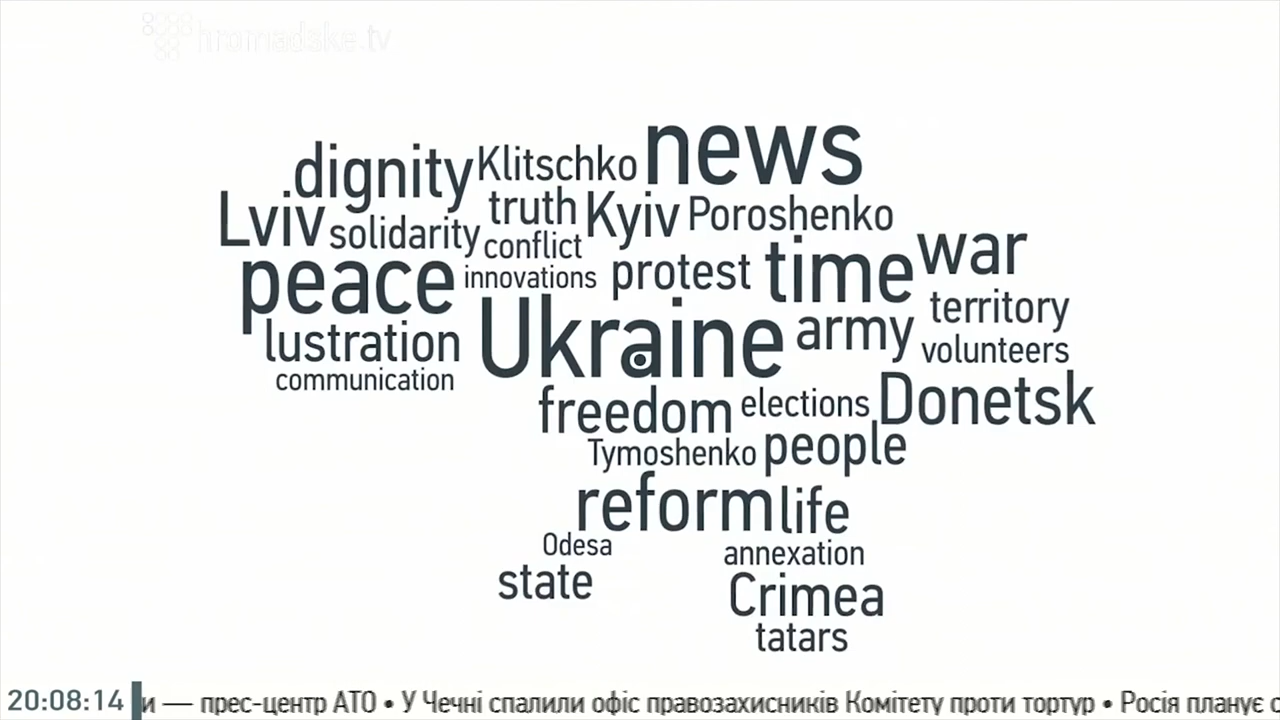 hromadske.tv
news
dignity Klitschko
Lviv solidarity truth Kyiv Poroshenko
conflict
peace innovations protest time war
territory
lustration Ukraine army volunteers
communication
freedom elections Donetsk
Tymoshenko people
reform life
Odesa annexation
state Crimea
tatars
20:08:14 и — прес-центр АТО • У Чечні спалили офіс правозахисників Комітету проти тортур • Росія планує